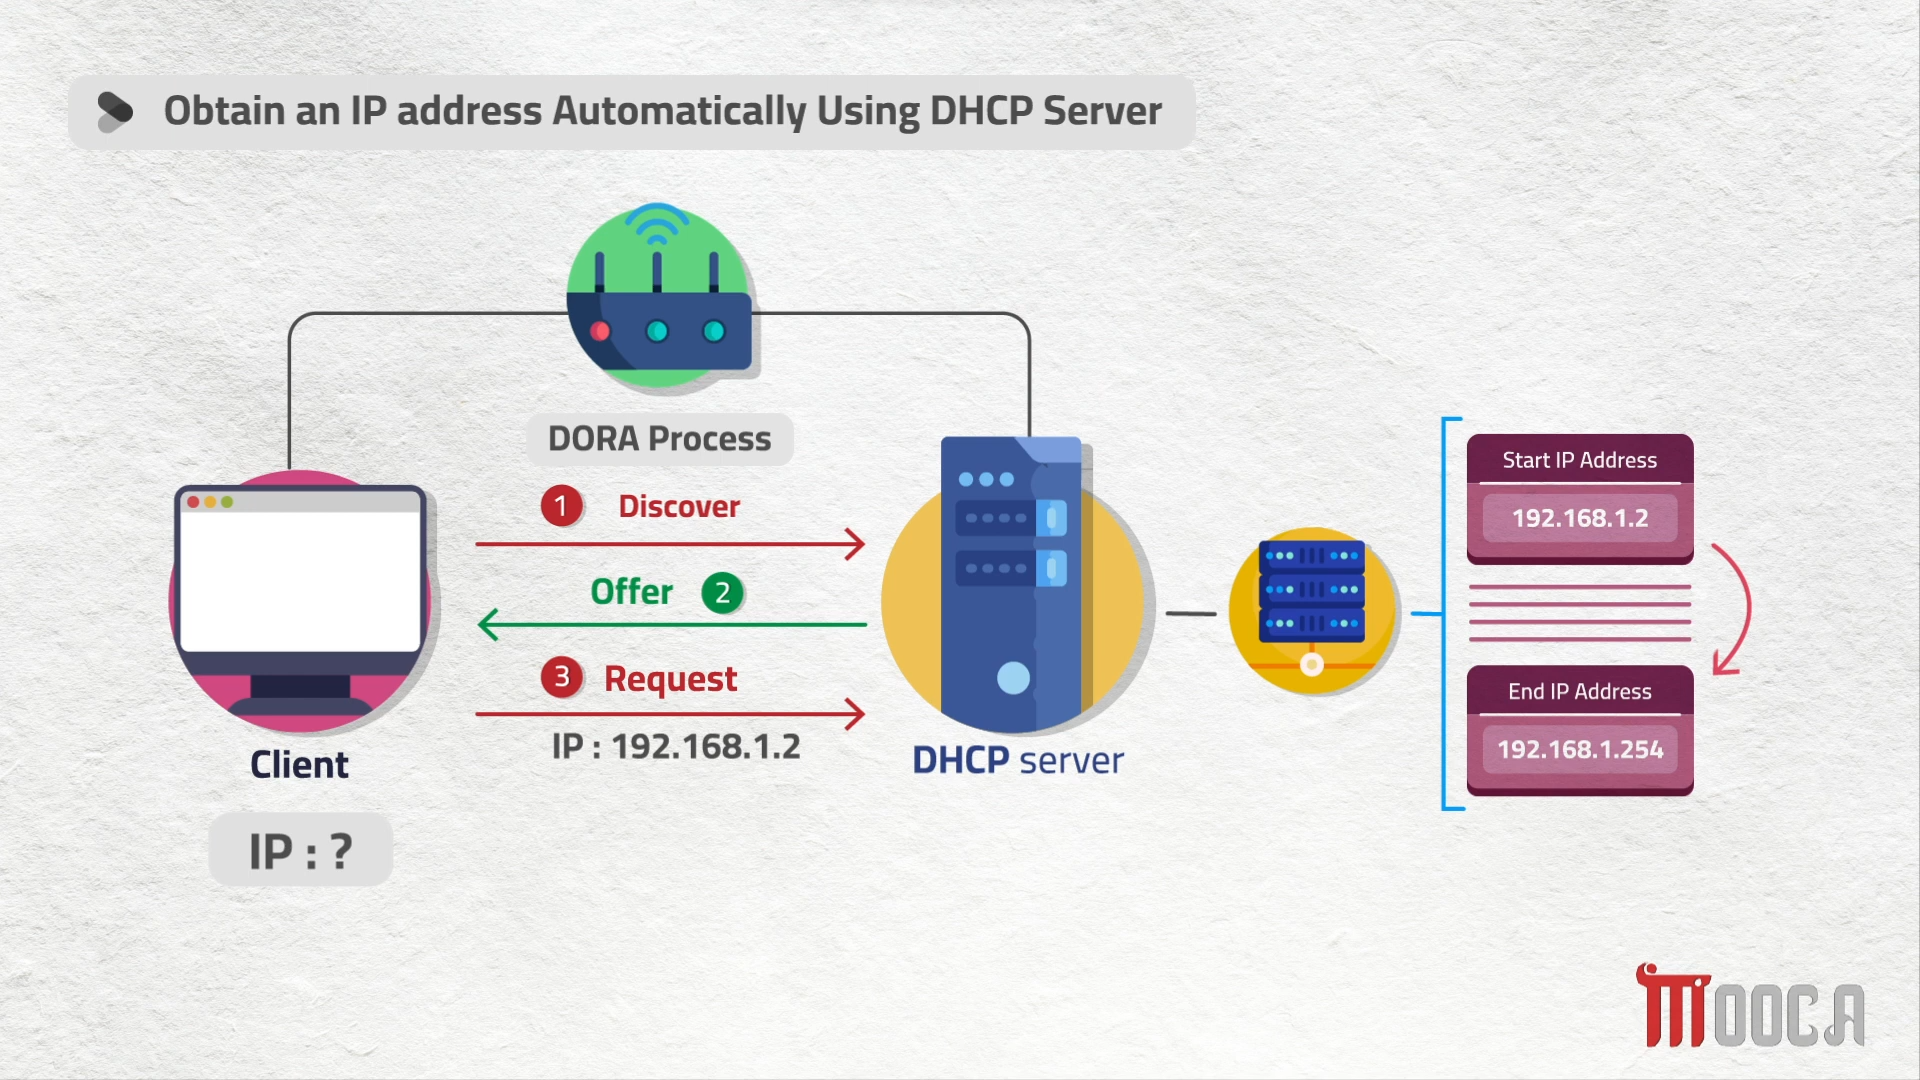 Obtain an IP address Automatically Using DHCP Server
DORA Process
1 Discover
Offer 2
3 Request
IP : 192.168.1.2
Client
IP : ?
DHCP server
Start IP Address
192.168.1.2
End IP Address
192.168.1.254
MOOCA